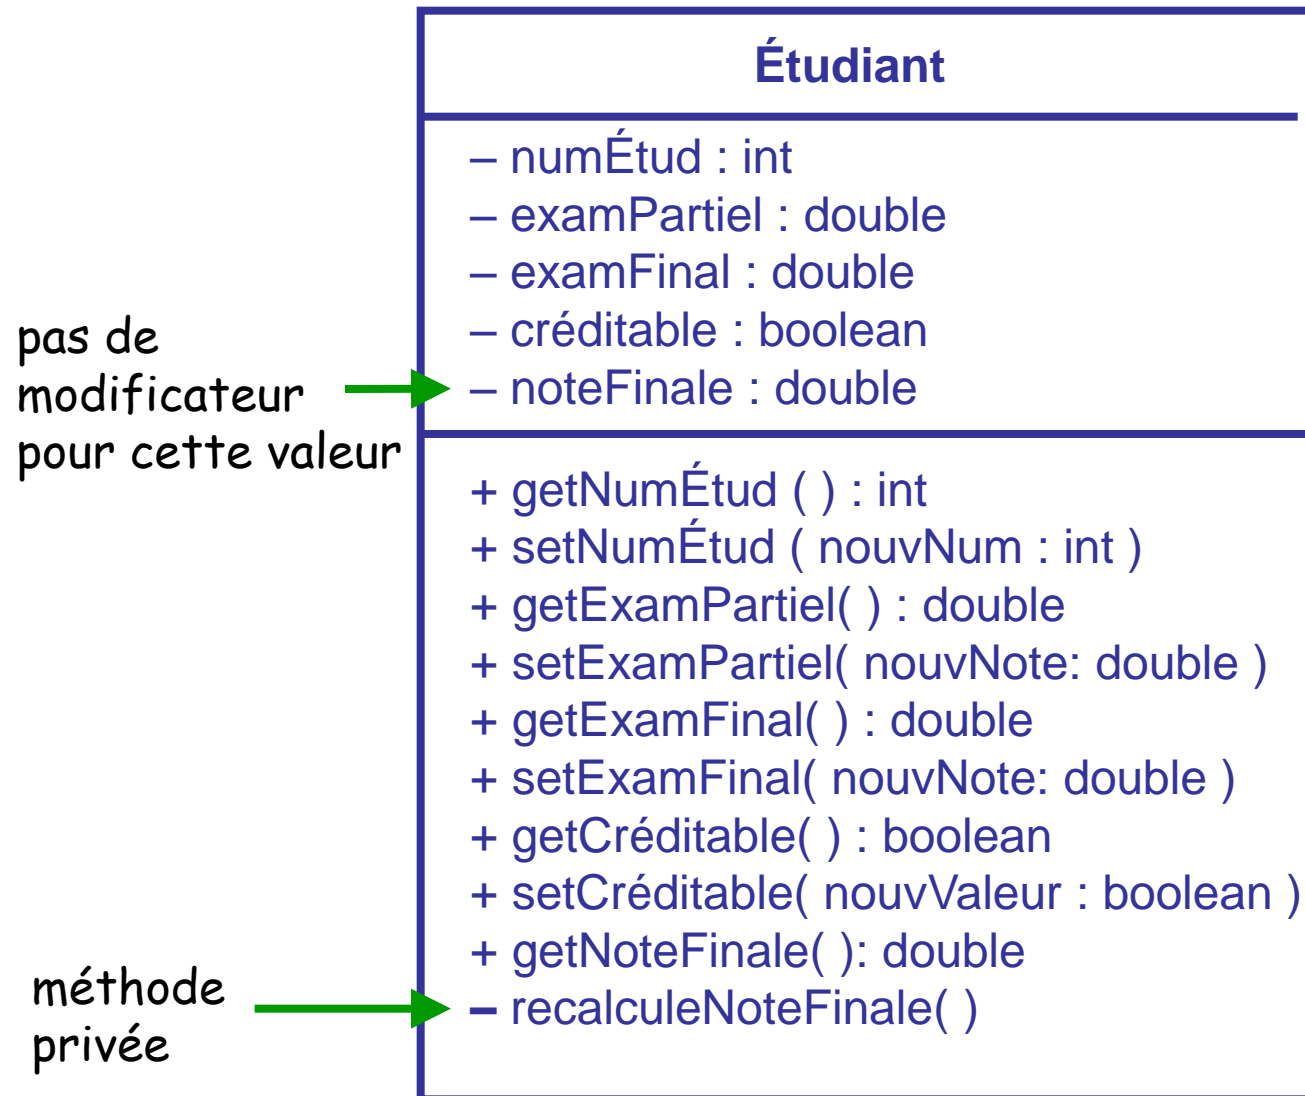 Étudiant
– numÉtud : int
– examPartiel : double
– examFinal : double
– créditable : boolean
– noteFinale : double
pas de
modificateur
pour cette valeur
+ getNumÉtud ( ) : int
+ setNumÉtud ( nouvNum : int )
+ getExamPartiel( ) : double
+ setExamPartiel( nouvNote: double )
+ getExamFinal( ) : double
+ setExamFinal( nouvNote: double )
+ getCréditable( ) : boolean
+ setCréditable( nouvValeur : boolean )
+ getNoteFinale( ): double
– recalculeNoteFinale( )
méthode
privée